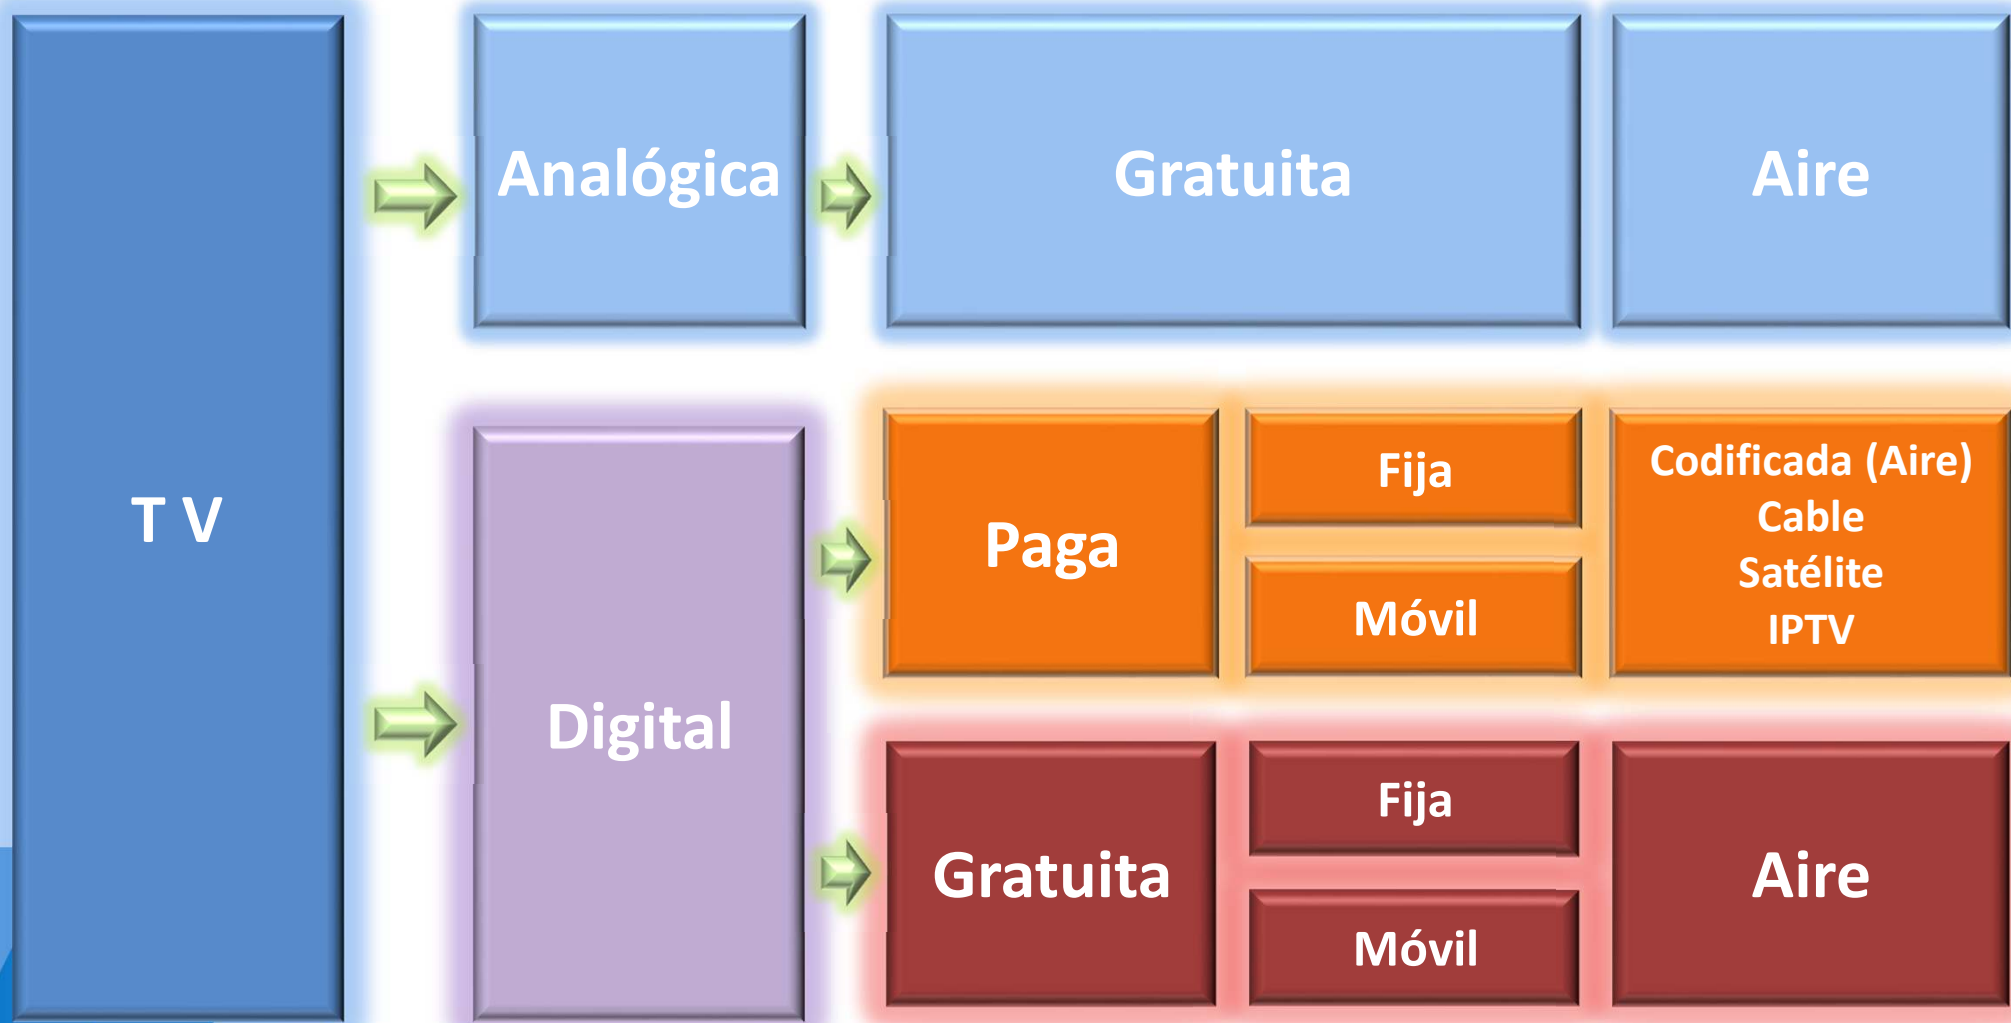 T V
Analógica
Gratuita
Aire
Digital
Paga
Fija
Móvil
Codificada (Aire)
Cable
Satélite
IPTV
Gratuita
Fija
Móvil
Aire